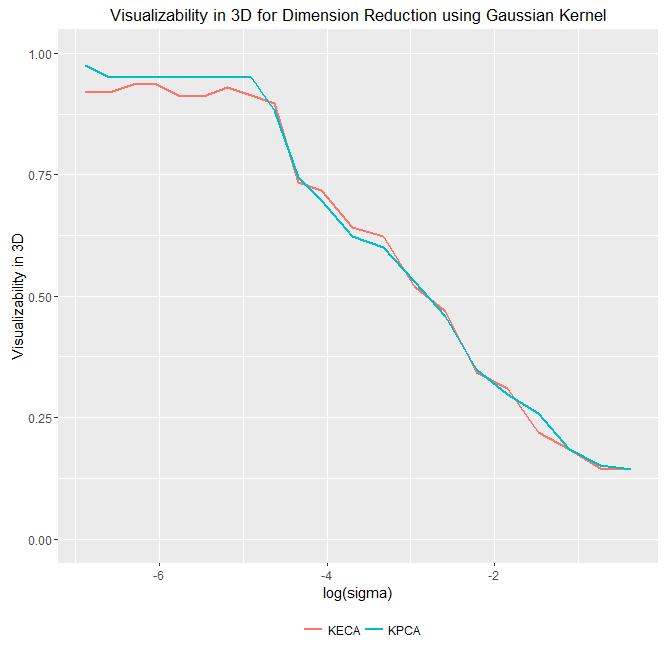 Visualizability in 3D for Dimension Reduction using Gaussian Kernel
Visualizability in 3D
1.00
0.75
0.50
0.25
0.00
-6
-4
-2
log(sigma)
KECA
KPCA